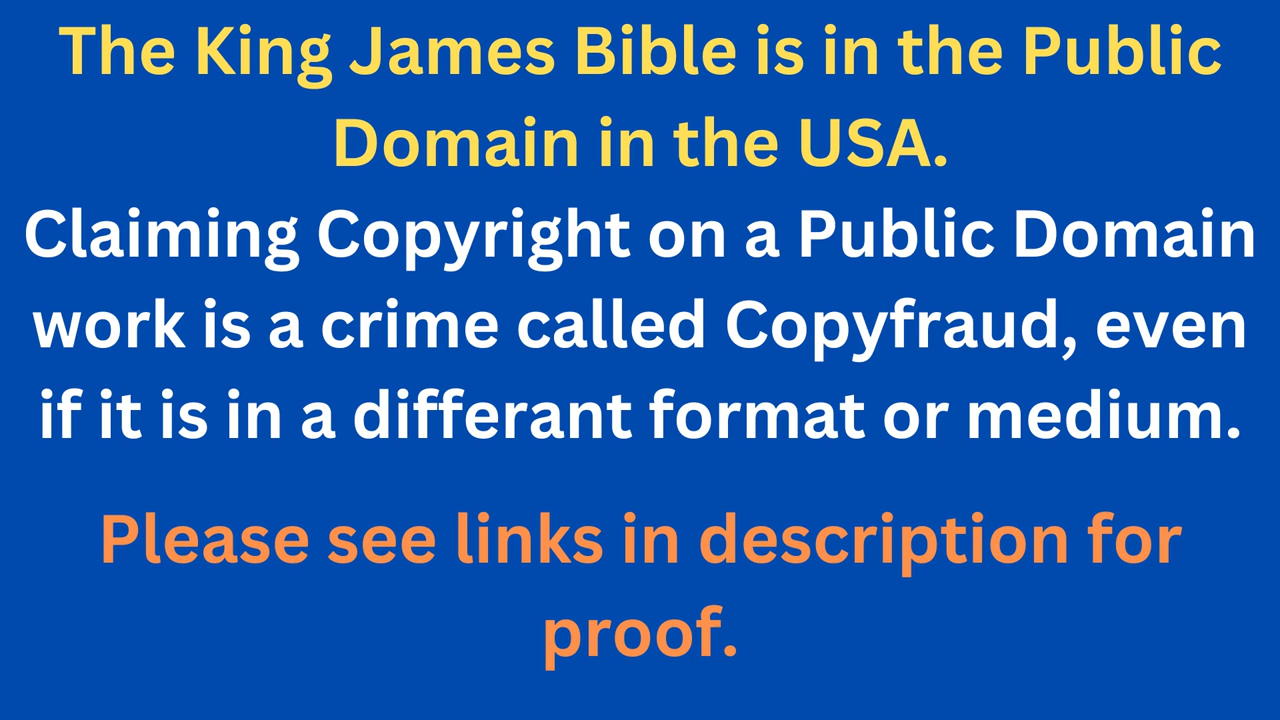 The King James Bible is in the Public
Domain in the USA.
Claiming Copyright on a Public Domain
work is a crime called Copyfraud, even
if it is in a differant format or medium.
Please see links in description for
proof.